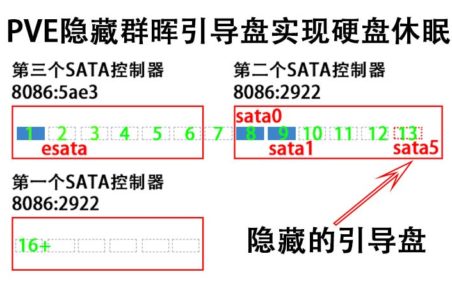 PVE隐藏群晖引导盘实现硬盘休眠
第三个SATA控制器
8086:5ae3
1 2 3 4 5 6 7
esata
第二个SATA控制器
8086:2922
sata0
8 9 10 11 12 13
sata1
sata5
第一个SATA控制器
8086:2922
16+
隐藏的引导盘